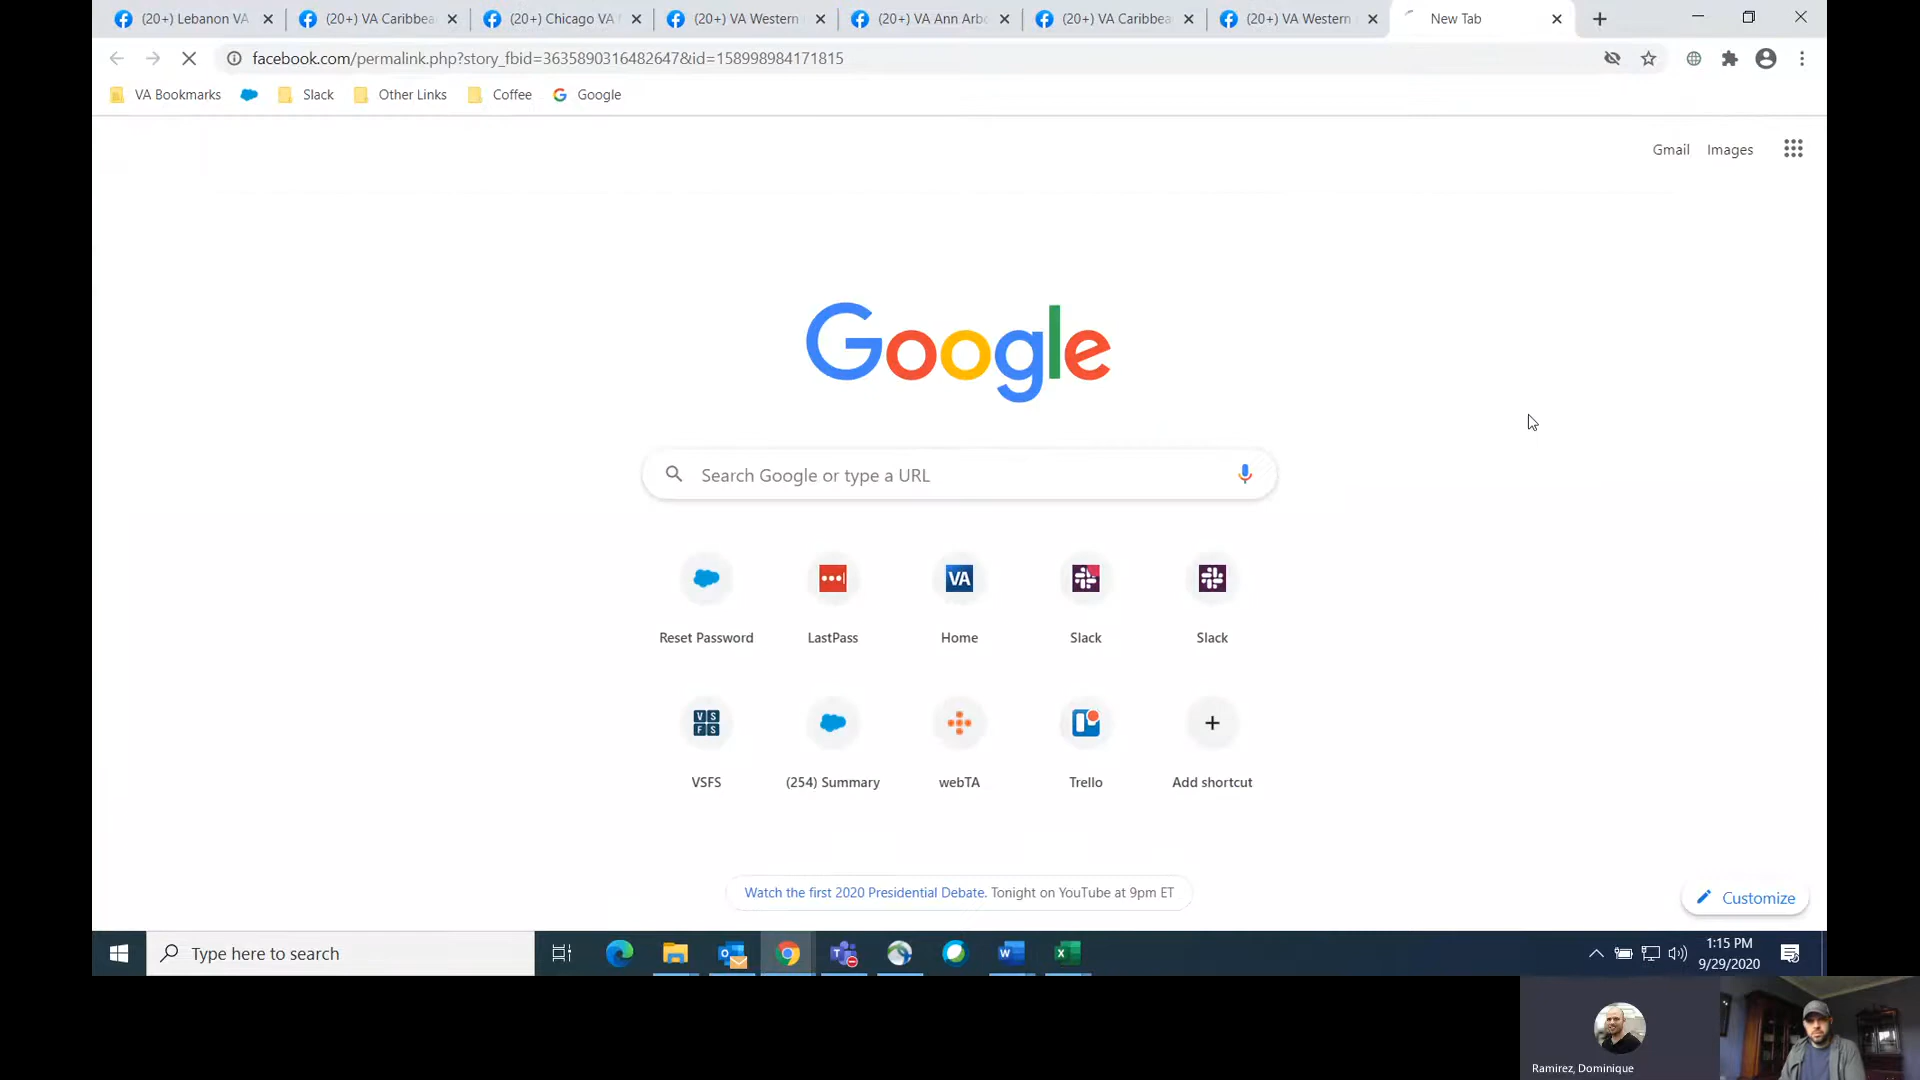 (20+) Lebanon VA
(20+) VA Caribbea
(20+) Chicago VA
(20+) VA Western
(20+) VA Ann Arbo
(20+) VA Caribbea
(20+) VA Western
New Tab
facebook.com/permalink.php?story_fbid=3635890316482647&id=158998984171815
VA Bookmarks
Slack
Other Links
Coffee
Google
Gmail
Images
Google
Search Google or type a URL
VA
Reset Password
LastPass
Home
Slack
Slack
VS
FS
VSFS
(254) Summary
webTA
Trello
Add shortcut
Watch the first 2020 Presidential Debate. Tonight on YouTube at 9pm ET
Customize
Type here to search
1:15 PM
9/29/2020
Ramirez, Dominique